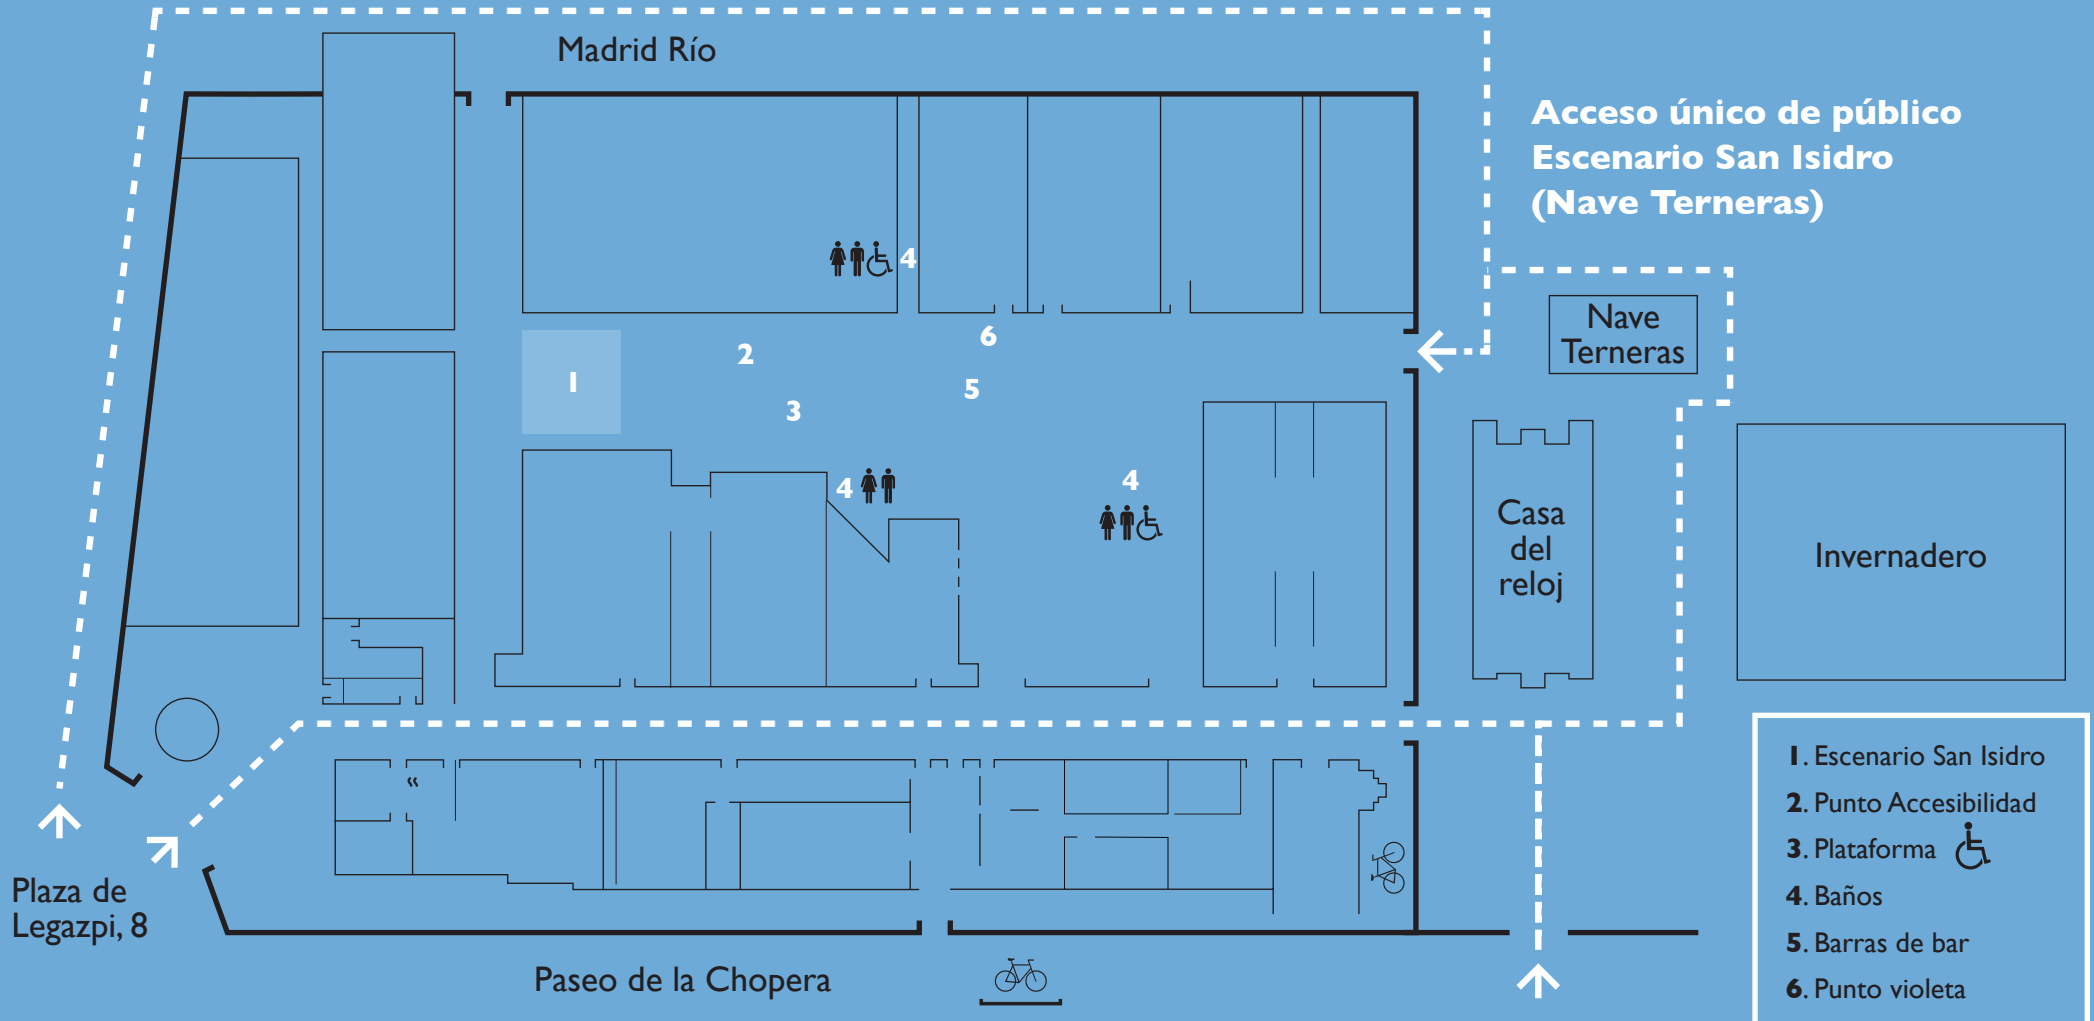 Madrid Río
Acceso único de público
Escenario San Isidro
(Nave Terneras)
4
Nave
Terneras
6
2
1
5
3
4
4
Casa
del
reloj
Invernadero
1. Escenario San Isidro
2. Punto Accesibilidad
3. Plataforma
4. Baños
5. Barras de bar
6. Punto violeta
Plaza de
Legazpi, 8
Paseo de la Chopera